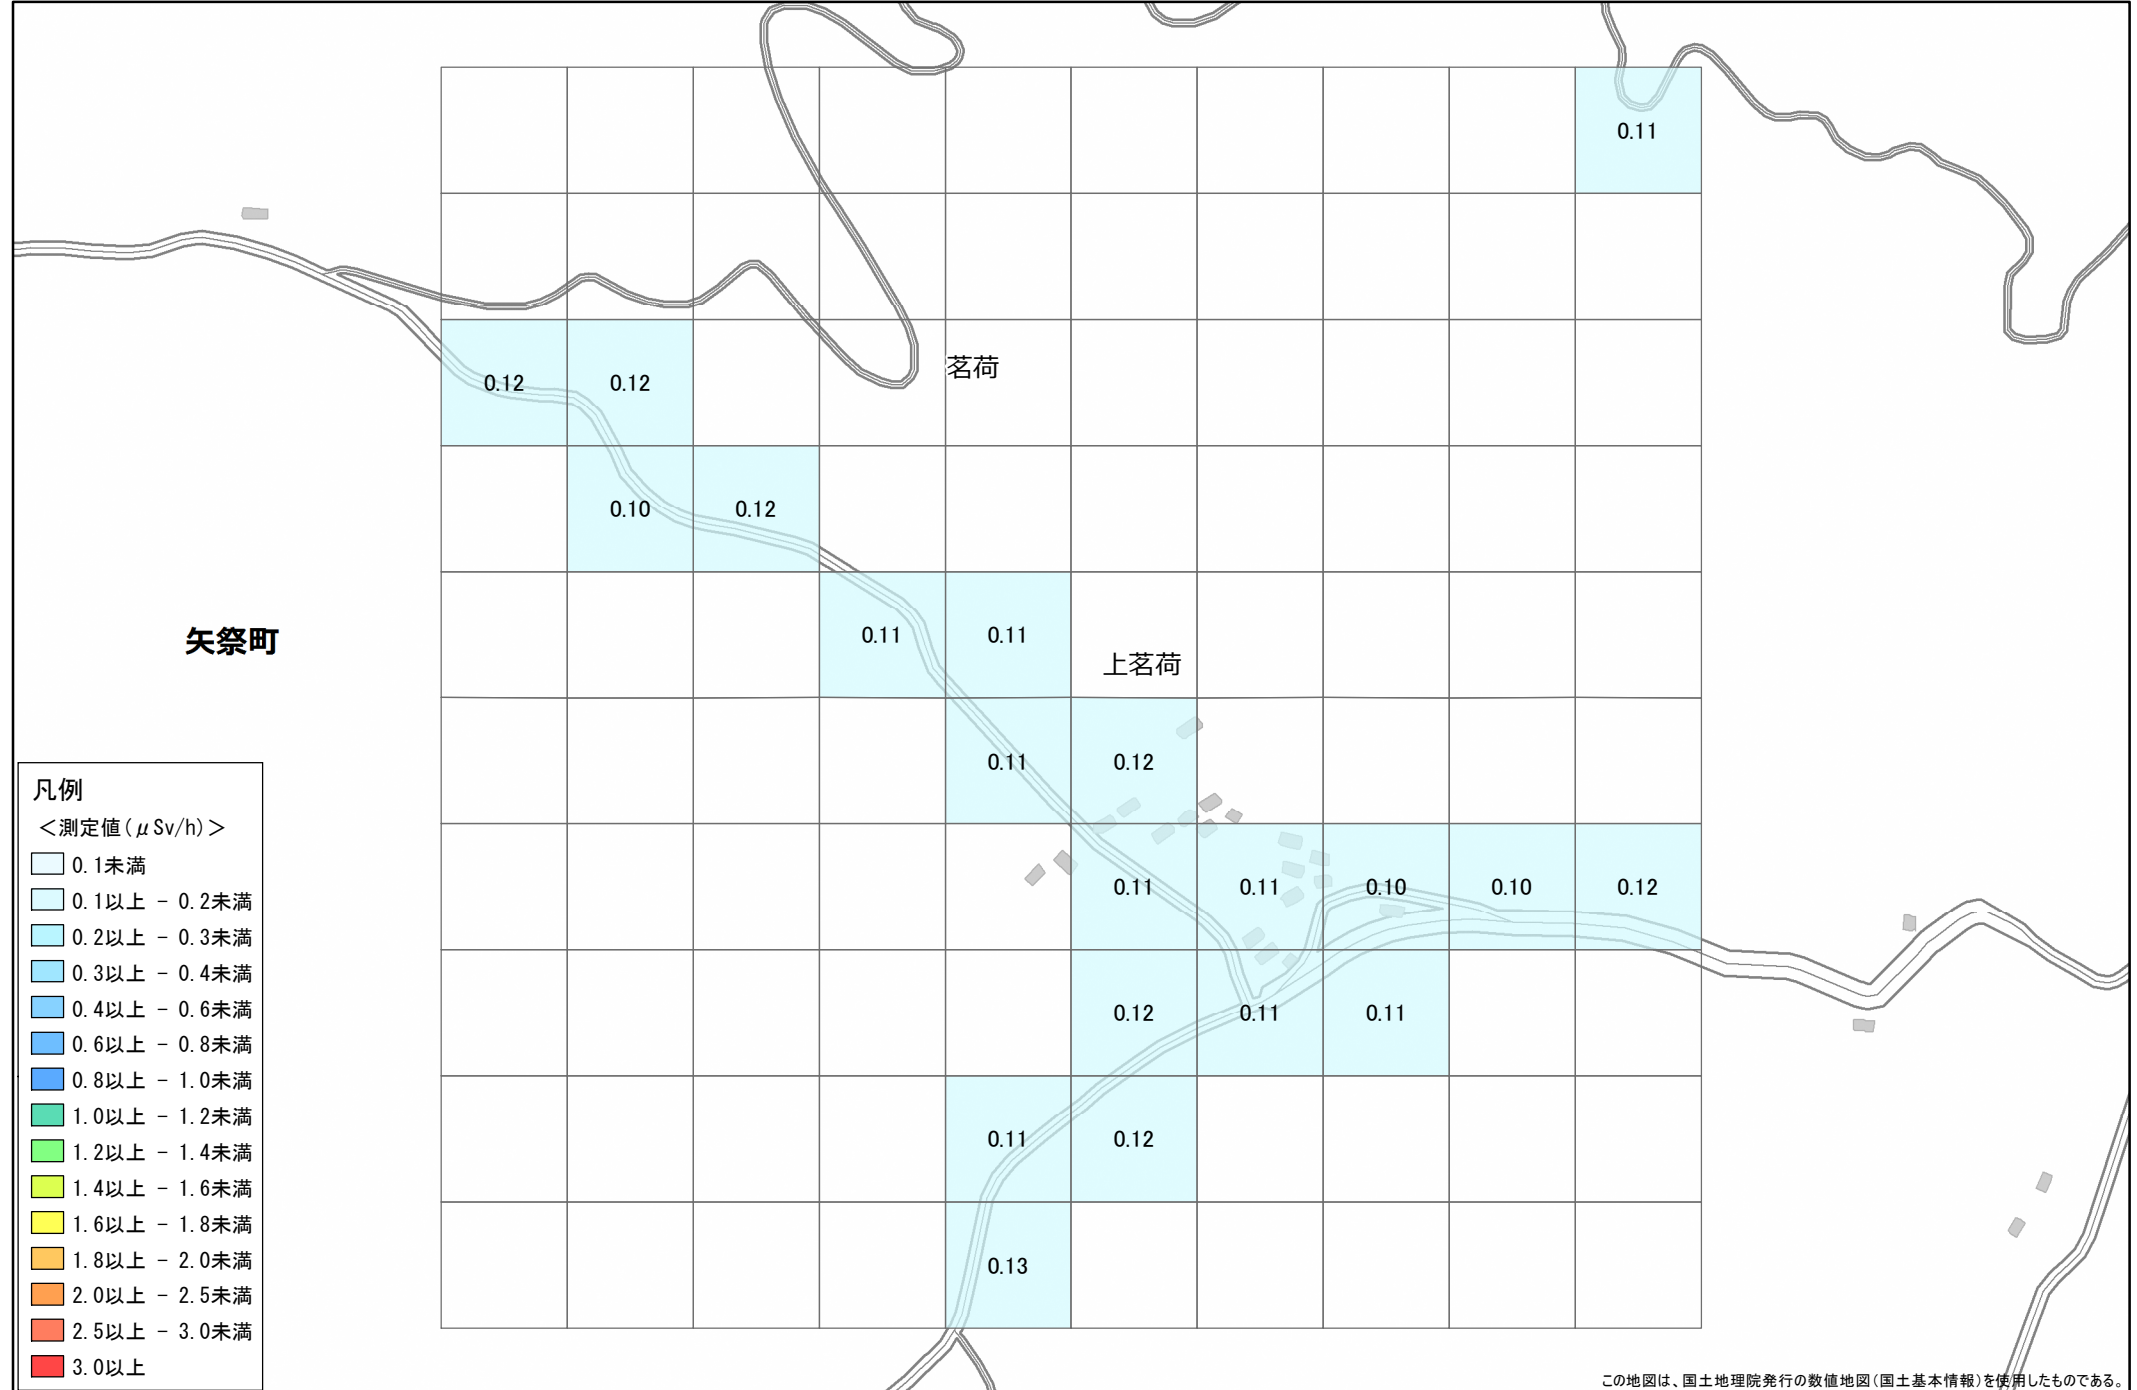 0.11
0.12
0.12
茗荷
0.10
0.12
0.11
0.11
矢祭町
上茗荷
0.11
0.12
0.11
0.11
0.10
0.10
0.12
0.12
0.11
0.11
0.11
0.12
0.13
凡例
＜測定値(μSv/h)＞
0.1未満
0.1以上 － 0.2未満
0.2以上 － 0.3未満
0.3以上 － 0.4未満
0.4以上 － 0.6未満
0.6以上 － 0.8未満
0.8以上 － 1.0未満
1.0以上 － 1.2未満
1.2以上 － 1.4未満
1.4以上 － 1.6未満
1.6以上 － 1.8未満
1.8以上 － 2.0未満
2.0以上 － 2.5未満
2.5以上 － 3.0未満
3.0以上
この地図は、国土地理院発行の数値地図(国土基本情報)を使用したものである。